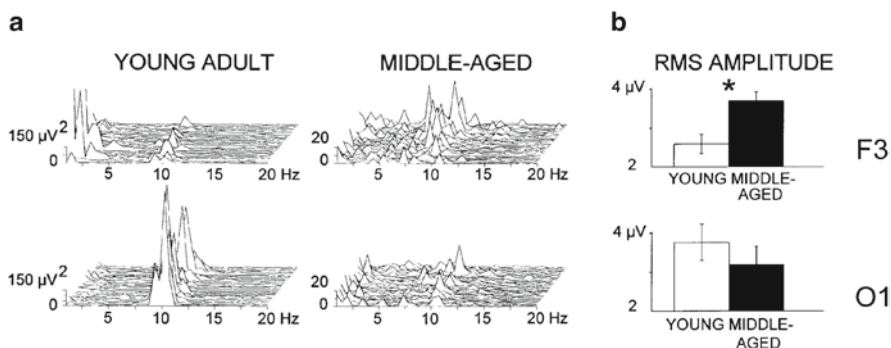 a
YOUNG ADULT
MIDDLE-AGED
150 µV2
0
5 10 15 20 Hz
20
0
5 10 15 20 Hz
150 µV2
0
5 10 15 20 Hz
20
0
5 10 15 20 Hz
b
RMS AMPLITUDE
*
4 µV
2
YOUNG MIDDLE-
AGED
F3
4 µV
2
YOUNG MIDDLE-
AGED
O1